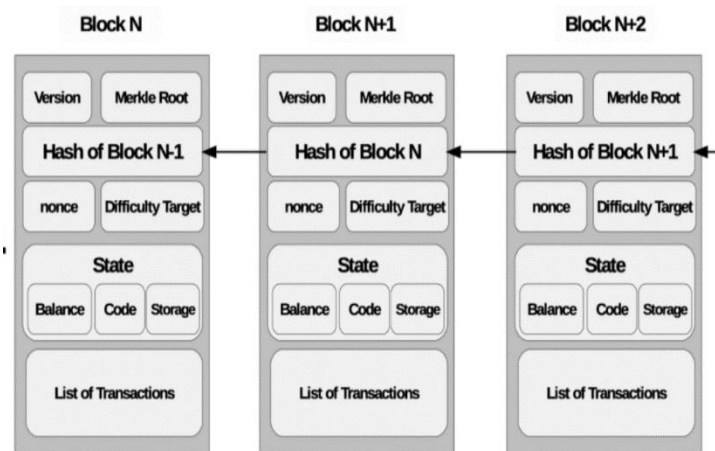 Block N
Block N+1
Block N+2
Version
Merkle Root
Version
Merkle Root
Version
Merkle Root
Hash of Block N-1
Hash of Block N
Hash of Block N+1
nonce
Difficulty Target
nonce
Difficulty Target
nonce
Difficulty Target
State
State
State
Balance
Code
Storage
Balance
Code
Storage
Balance
Code
Storage
List of Transactions
List of Transactions
List of Transactions